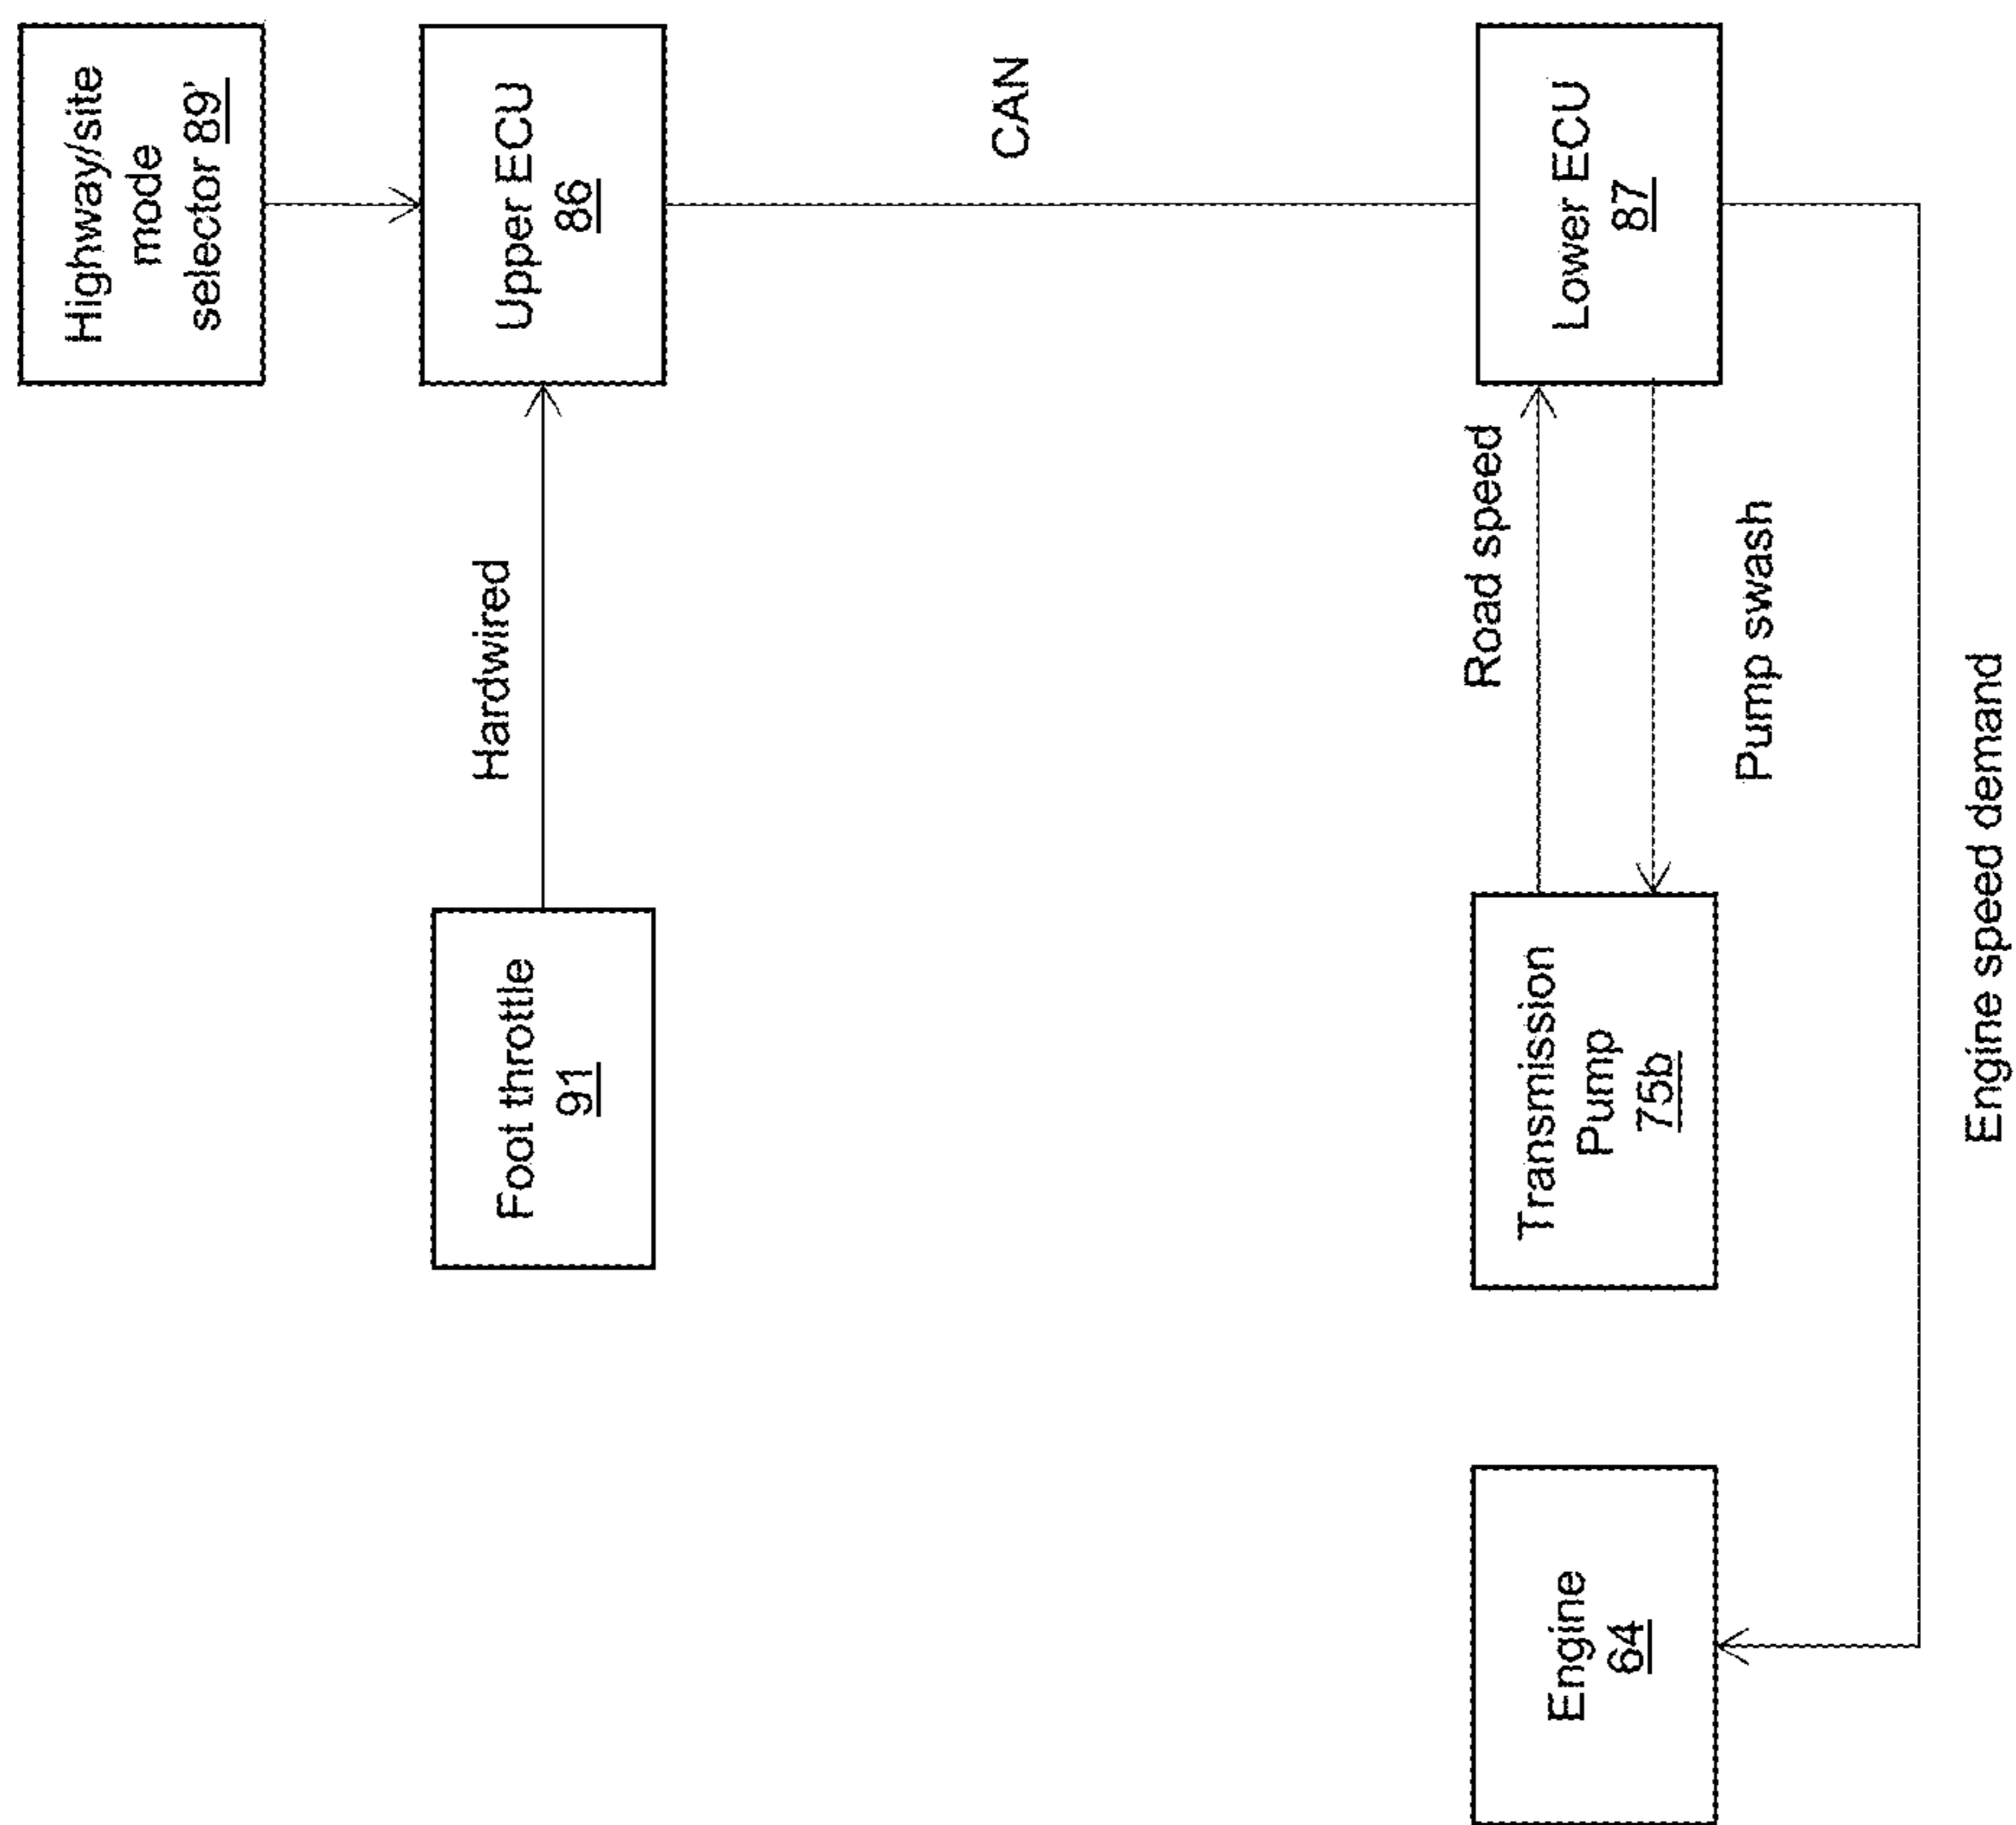 Highway/site
mode
selector 89'
Upper ECU
86
CAN
Lower ECU
87
Hardwired
Road speed
Pump swash
Foot throttle
91
Transmission
Pump
75b
Engine speed demand
Engine
64